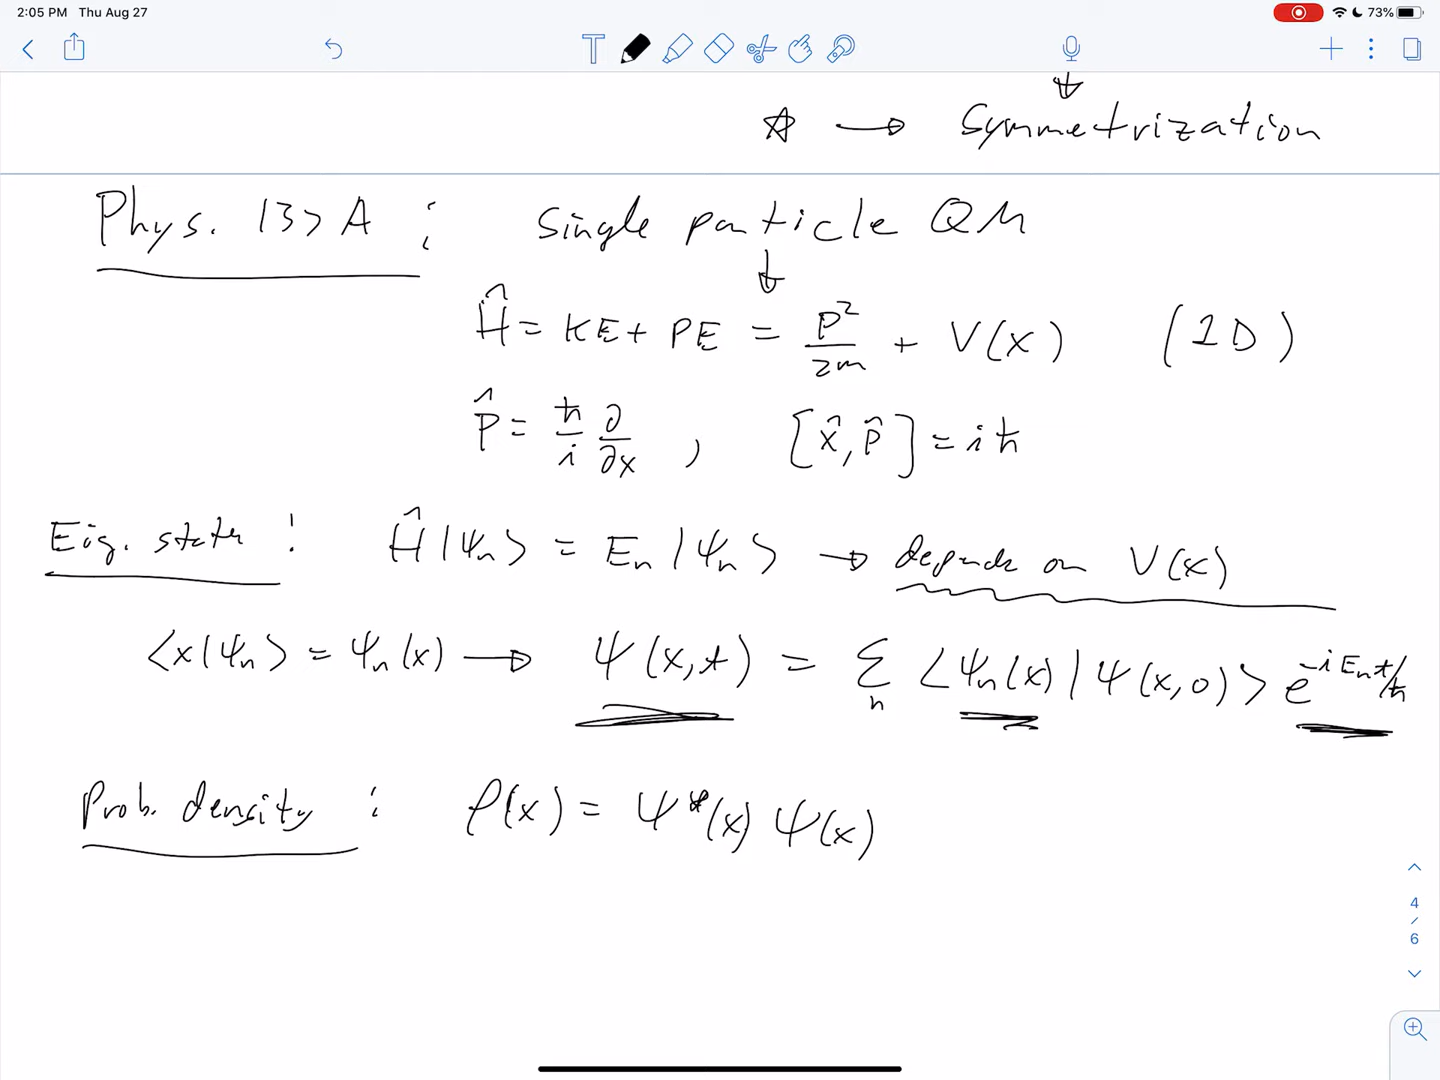 2:05 PM Thu Aug 27 73%
T
☆ → Symmetrization
Phys. 137A : Single particle QM
Ĥ = KE + PE = P²/2m + V(x) (1D)
P̂ = ħ/i ∂/∂x , [x̂, p̂] = iħ
Eig. state : Ĥ|Ψn> = En|Ψn> → depends on V(x)
<x|Ψn> = Ψn(x) → Ψ(x,t) = Σn <Ψn(x)|Ψ(x,0)> e^-iEnt/ħ
Prob. density : ρ(x) = Ψ*(x) Ψ(x)
4
/
6